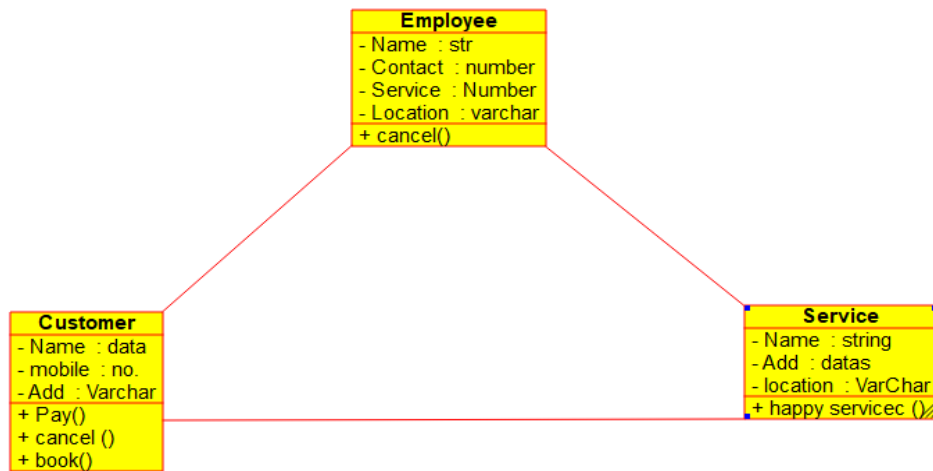 Employee
- Name : str
- Contact : number
- Service : Number
- Location : varchar
+ cancel()
Customer
- Name : data
- mobile : no.
- Add : Varchar
+ Pay()
+ cancel ()
+ book()
Service
- Name : string
- Add : datas
- location : VarChar
+ happy servicec ()